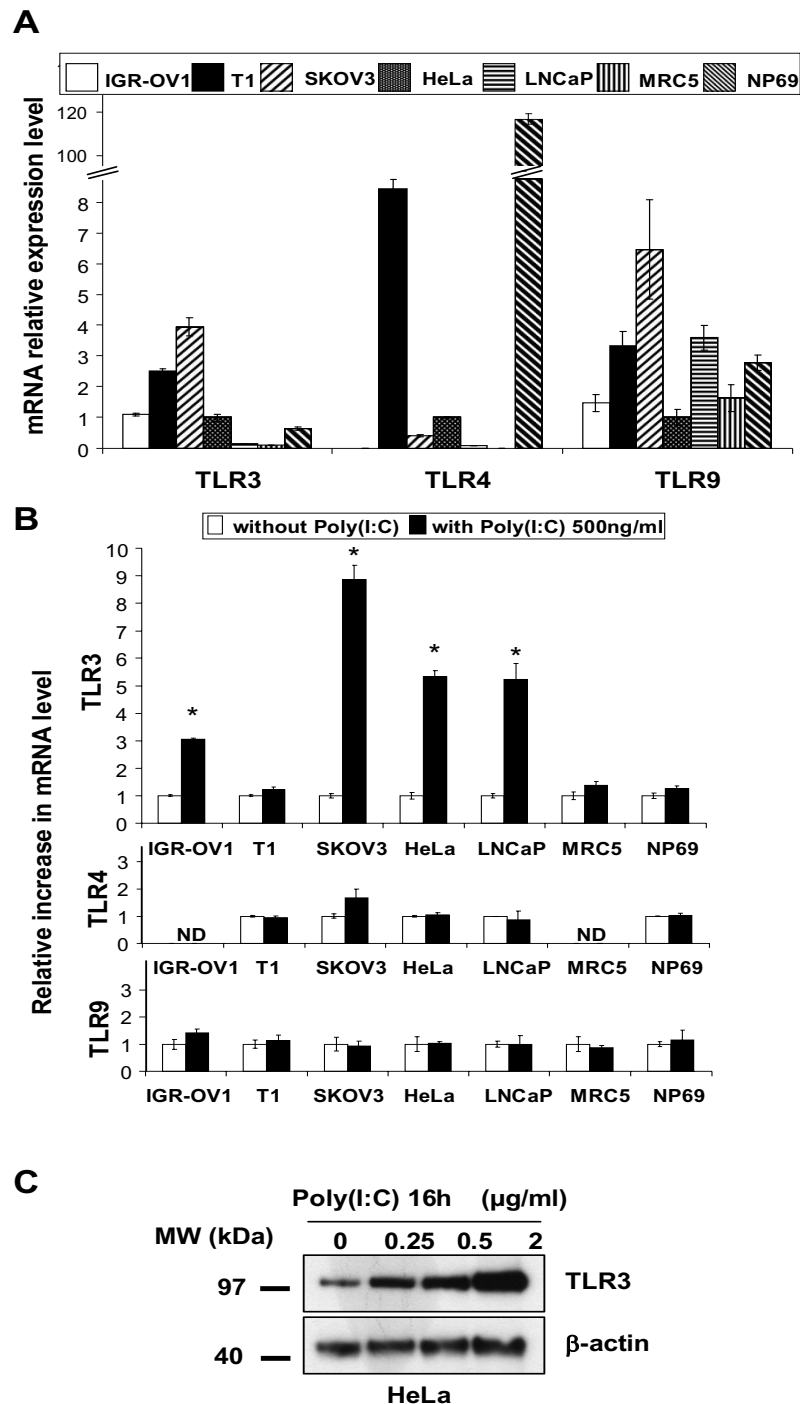 A
IGR-OV1 T1 SKOV3 HeLa LNCaP MRC5 NP69
mRNA relative expression level
120
100
8
7
6
5
4
3
2
1
0
TLR3 TLR4 TLR9
B
without Poly(I:C) with Poly(I:C) 500ng/ml
Relative increase in mRNA level
TLR3
10
9
8
7
6
5
4
3
2
1
0
* * * *
IGR-OV1 T1 SKOV3 HeLa LNCaP MRC5 NP69
TLR4
3
2
1
0
ND ND
IGR-OV1 T1 SKOV3 HeLa LNCaP MRC5 NP69
TLR9
3
2
1
0
IGR-OV1 T1 SKOV3 HeLa LNCaP MRC5 NP69
C
Poly(I:C) 16h (µg/ml)
MW (kDa) 0 0.25 0.5 2
97 TLR3
40 β-actin
HeLa